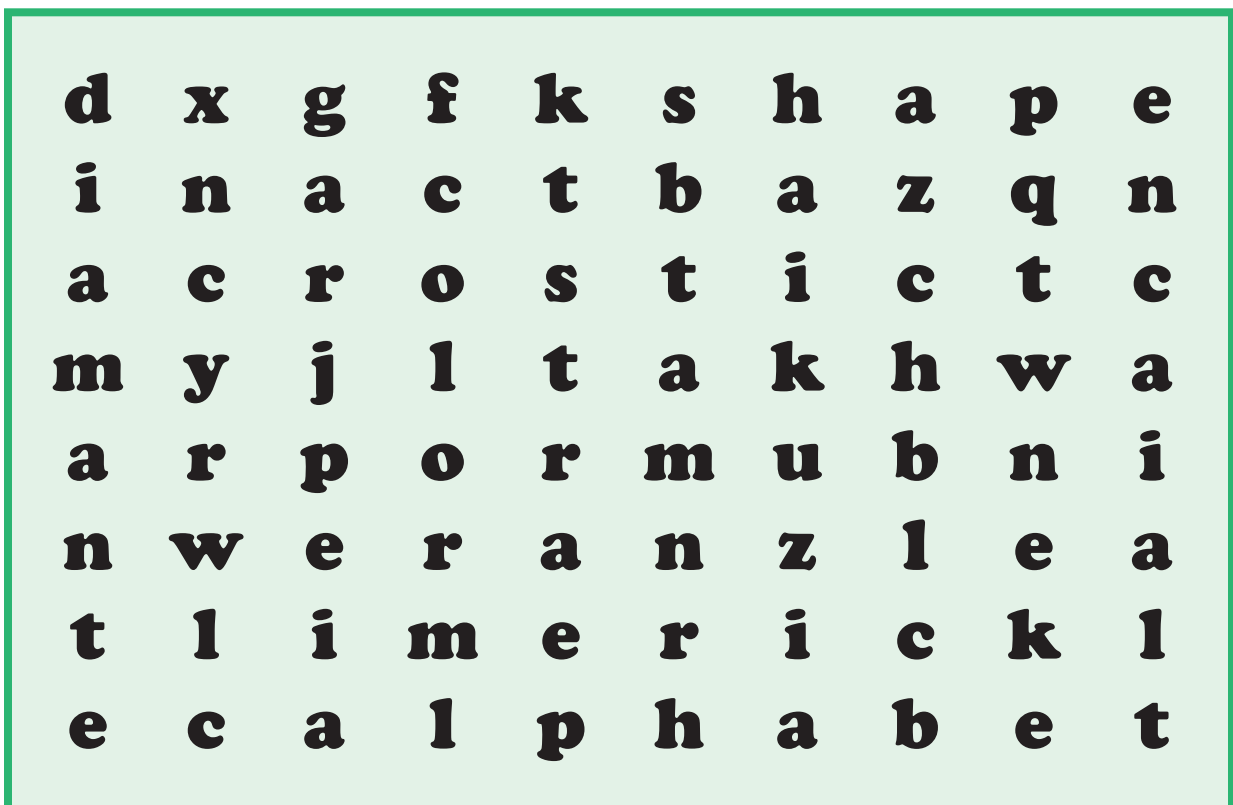 d x g f k s h a p e
i n a c t b a z q n
a c r o s t i c t c
m y j l t a k h w a
a r p o r m u b n i
n w e r a n z l e a
t l i m e r i c k l
e c a l p h a b e t